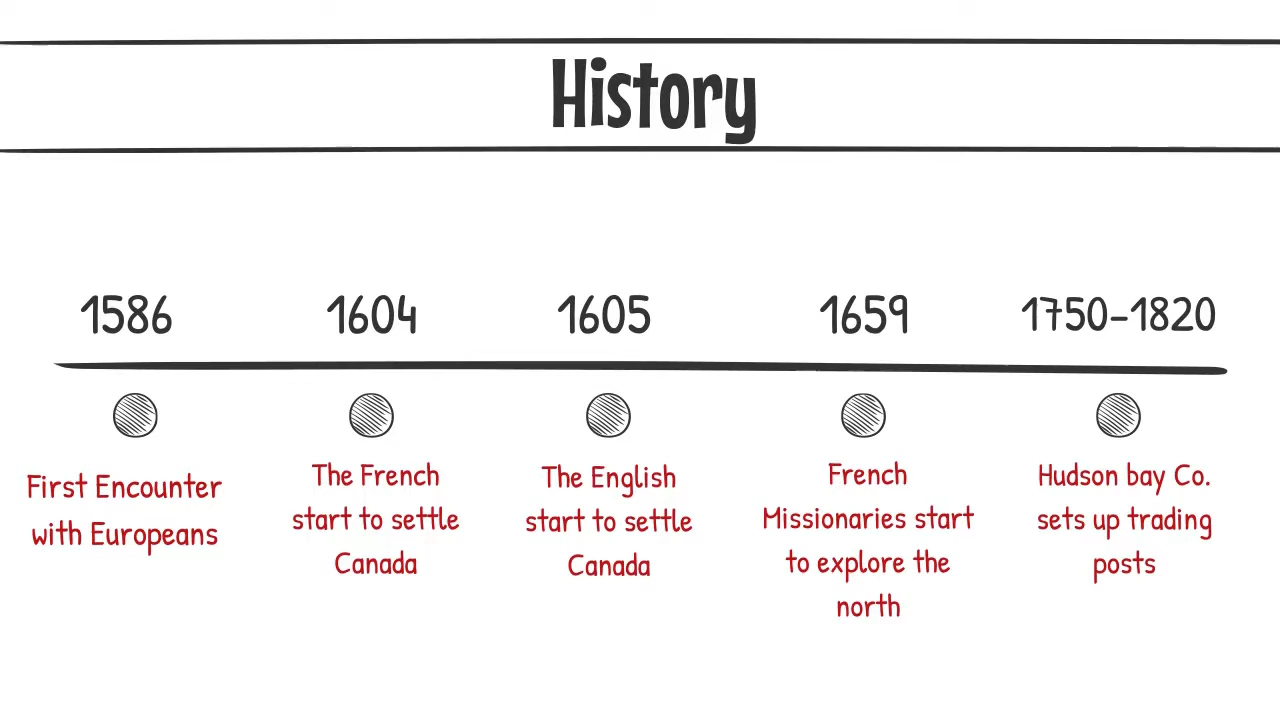 History
1586
1604
1605
1659
1750-1820
First Encounter
with Europeans
The French
start to settle
Canada
The English
start to settle
Canada
French
Missionaries start
to explore the
north
Hudson bay Co.
sets up trading
posts